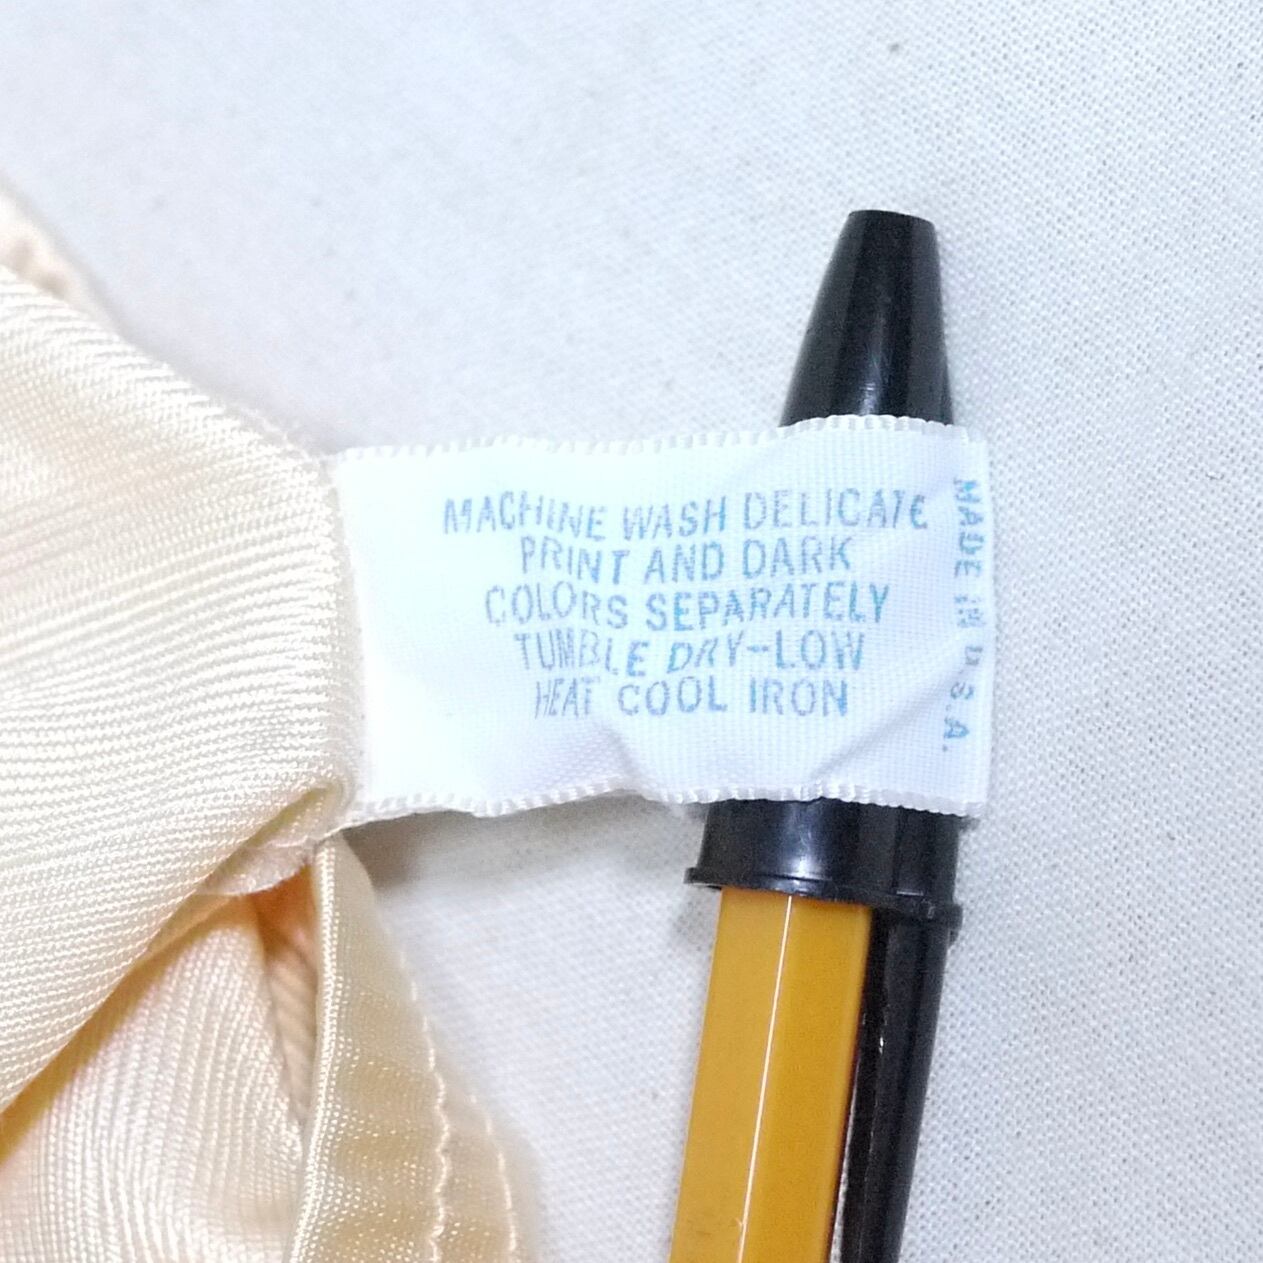 MACHINE WASH DELICATE
PRINT AND DARK
COLORS SEPARATELY
TUMBLE DRY--LOW
HEAT COOL IRON
MADE IN U.S.A.